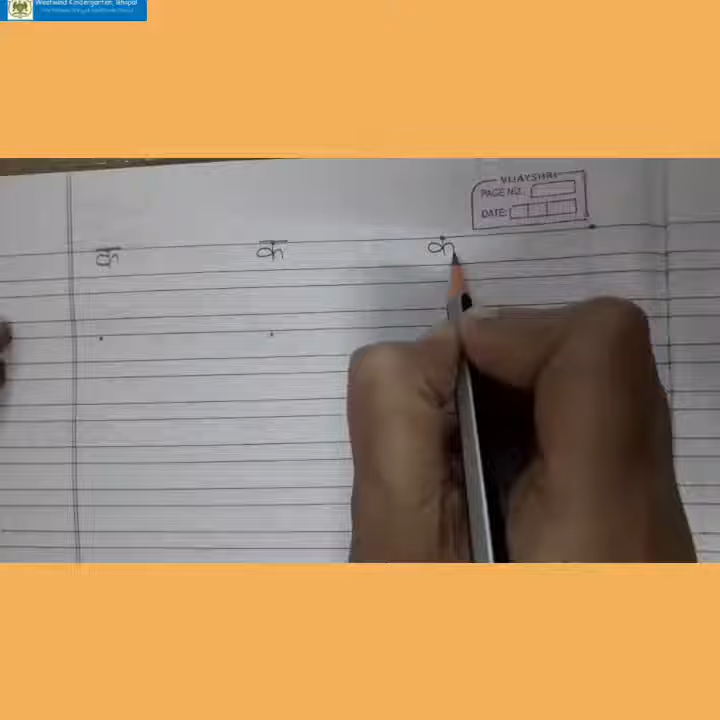 Westwind Kindergarten, Bhopal
VIJAYSHRI
PAGE NO.:
DATE:
क क